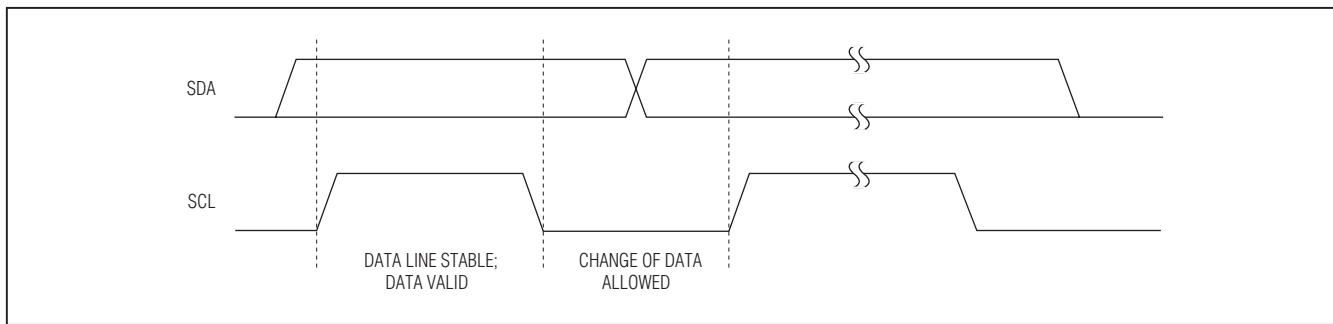 SDA
SCL
DATA LINE STABLE;
DATA VALID
CHANGE OF DATA
ALLOWED